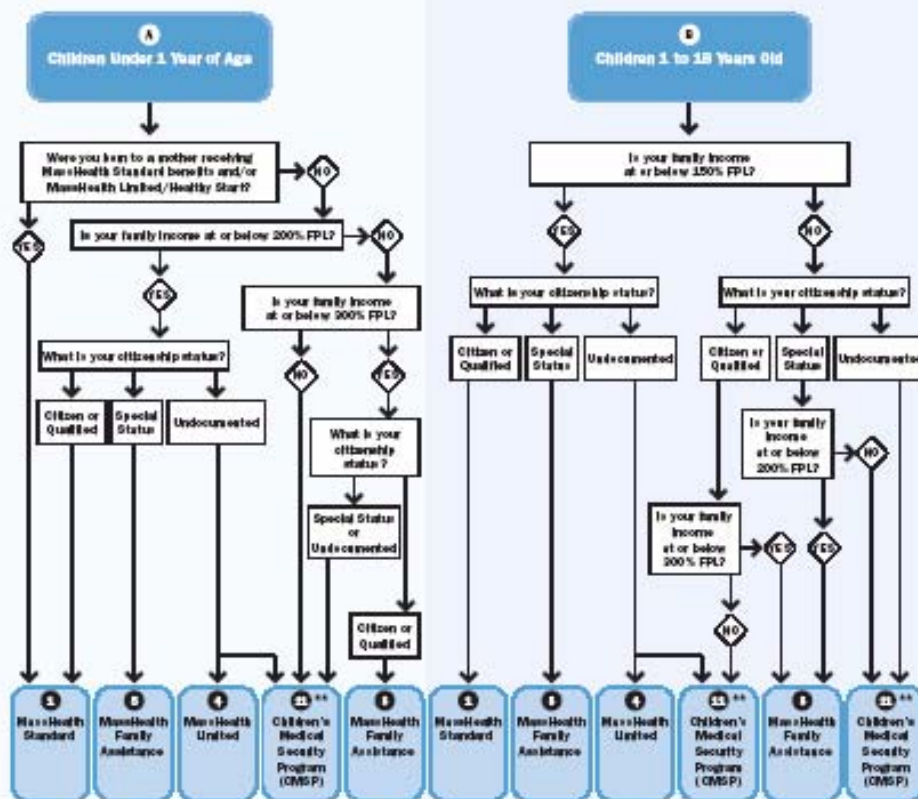 A
Children Under 1 Year of Age
Were you born to a mother receiving
MassHealth Standard benefits and/or
MassHealth Limited/Healthy Start?
NO
YES
Is your family income at or below 200% FPL?
NO
YES
Is your family income
at or below 300% FPL?
What is your citizenship status?
NO
YES
Citizen or
Qualified
Special
Status
Undocumented
What is your
citizenship
status?
Special Status
or
Undocumented
Citizen or
Qualified
1
MassHealth
Standard
MassHealth
Family
Assistance
4
MassHealth
Limited
11 **
Children's
Medical
Security
Program
(CMSP)
MassHealth
Family
Assistance
B
Children 1 to 18 Years Old
Is your family income
at or below 150% FPL?
YES
NO
What is your citizenship status?
What is your citizenship status?
Citizen or
Qualified
Special
Status
Undocumented
Citizen or
Qualified
Special
Status
Undocumented
Is your family
income
at or below
200% FPL?
NO
Is your family
income
at or below
300% FPL?
YES
YES
NO
1
MassHealth
Standard
MassHealth
Family
Assistance
4
MassHealth
Limited
11 **
Children's
Medical
Security
Program
(CMSP)
MassHealth
Family
Assistance
11 **
Children's
Medical
Security
Program
(CMSP)